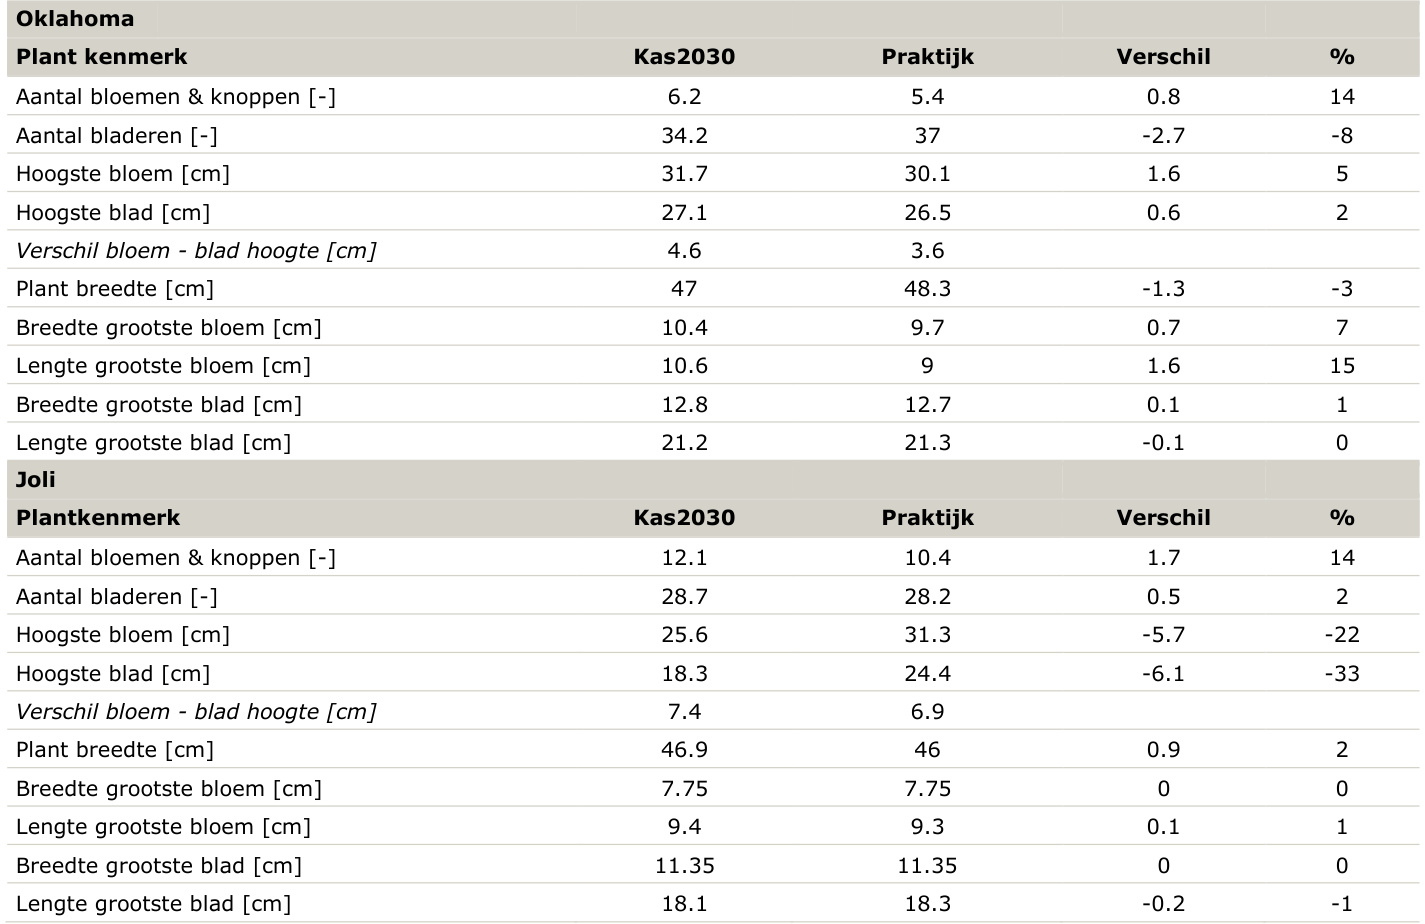 Oklahoma
Plant kenmerk Kas2030 Praktijk Verschil %
Aantal bloemen & knoppen [-] 6.2 5.4 0.8 14
Aantal bladeren [-] 34.2 37 -2.7 -8
Hoogste bloem [cm] 31.7 30.1 1.6 5
Hoogste blad [cm] 27.1 26.5 0.6 2
Verschil bloem - blad hoogte [cm] 4.6 3.6
Plant breedte [cm] 47 48.3 -1.3 -3
Breedte grootste bloem [cm] 10.4 9.7 0.7 7
Lengte grootste bloem [cm] 10.6 9 1.6 15
Breedte grootste blad [cm] 12.8 12.7 0.1 1
Lengte grootste blad [cm] 21.2 21.3 -0.1 0
Joli
Plantkenmerk Kas2030 Praktijk Verschil %
Aantal bloemen & knoppen [-] 12.1 10.4 1.7 14
Aantal bladeren [-] 28.7 28.2 0.5 2
Hoogste bloem [cm] 25.6 31.3 -5.7 -22
Hoogste blad [cm] 18.3 24.4 -6.1 -33
Verschil bloem - blad hoogte [cm] 7.4 6.9
Plant breedte [cm] 46.9 46 0.9 2
Breedte grootste bloem [cm] 7.75 7.75 0 0
Lengte grootste bloem [cm] 9.4 9.3 0.1 1
Breedte grootste blad [cm] 11.35 11.35 0 0
Lengte grootste blad [cm] 18.1 18.3 -0.2 -1